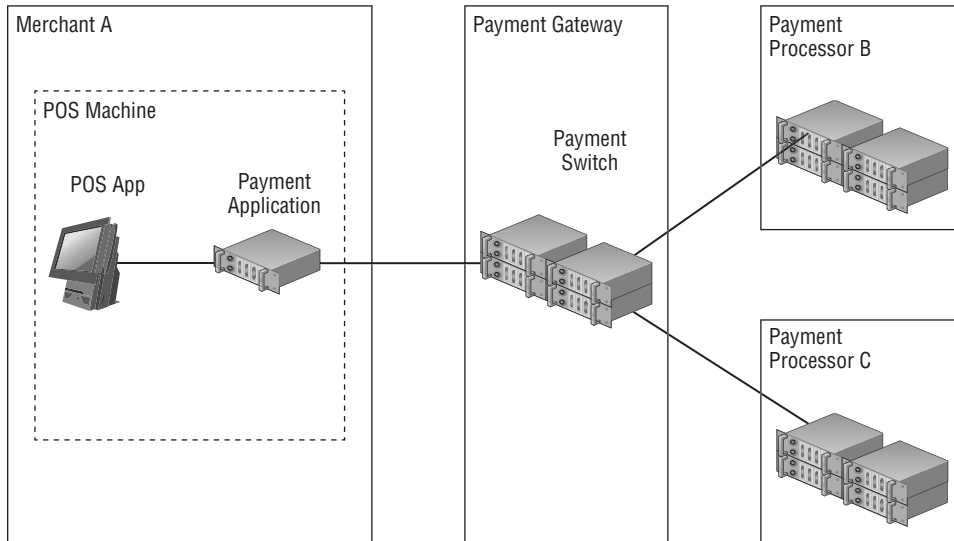 Merchant A
POS Machine
POS App
Payment
Application
Payment Gateway
Payment
Switch
Payment
Processor B
Payment
Processor C